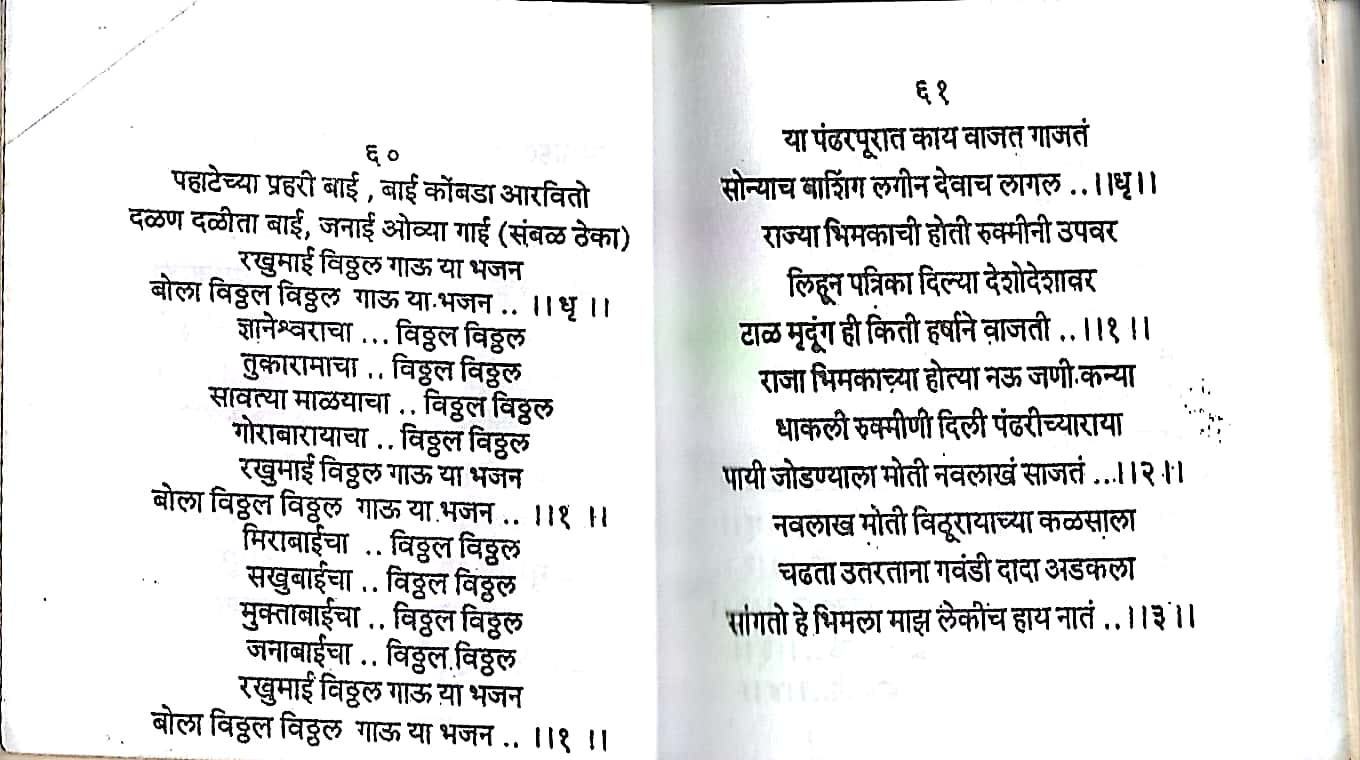 ६०
पहाटेच्या प्रहरी बाई , बाई कोंबडा आरवितो
दळण दळीता बाई, जनाई ओव्या गाई (संबळ ठेका)
रखुमाई विठ्ठल गाऊ या भजन
बोला विठ्ठल विठ्ठल गाऊ या भजन .. ।।धृ ।।
ज्ञानेश्वराचा ... विठ्ठल विठ्ठल
तुकारामाचा .. विठ्ठल विठ्ठल
सावत्या माळयाचा .. विठ्ठल विठ्ठल
गोराबारायाचा .. विठ्ठल विठ्ठल
रखुमाई विठ्ठल गाऊ या भजन
बोला विठ्ठल विठ्ठल गाऊ या भजन .. ।।१ ।।
मिराबाईचा .. विठ्ठल विठ्ठल
सखुबाईचा .. विठ्ठल विठ्ठल
मुक्ताबाईचा .. विठ्ठल विठ्ठल
जनाबाईचा .. विठ्ठल विठ्ठल
रखुमाई विठ्ठल गाऊ या भजन
बोला विठ्ठल विठ्ठल गाऊ या भजन .. ।।१ ।।
६१
या पंढरपूरात काय वाजत गाजतं
सोन्याच बाशिंग लगीन देवाच लागल ..।।धृ।।
राज्या भिमकाची होती रुक्मीनी उपवर
लिहून पत्रिका दिल्या देशोदेशावर
टाळ मृदूंग ही किती हर्षाने वाजती ..।।१ ।।
राजा भिमकाच्या होत्या नऊ जणी कन्या
धाकली रुक्मीणी दिली पंढरीच्याराया
पायी जोडण्याला मोती नवलाखं साजतं ...।।२।।
नवलाख मोती विठूरायाच्या कळसाला
चढता उतरताना गवंडी दादा अडकला
सांगतो हे भिमला माझ लेकीच हाय नातं ..।।३।।